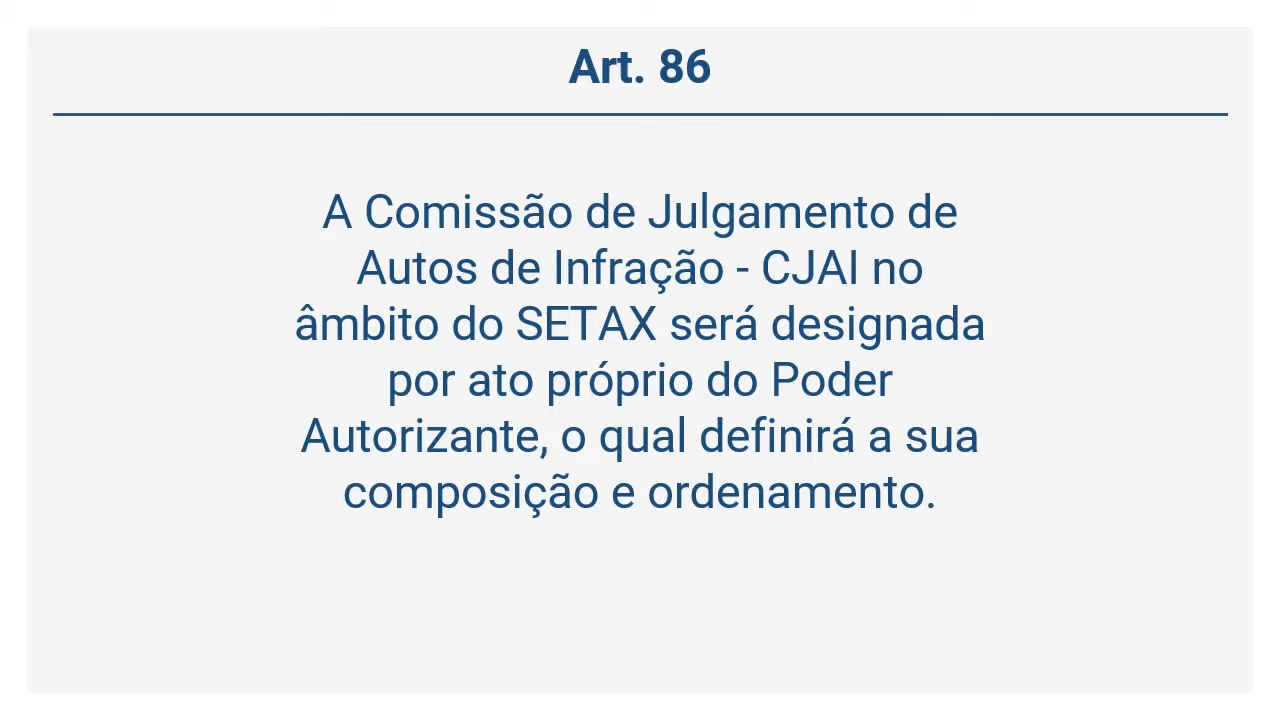 Art. 86
A Comissão de Julgamento de
Autos de Infração - CJAI no
âmbito do SETAX será designada
por ato próprio do Poder
Autorizante, o qual definirá a sua
composição e ordenamento.